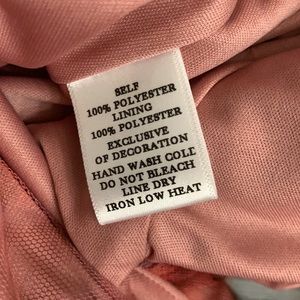 SELF
100% POLYESTER
LINING
100% POLYESTER
EXCLUSIVE
OF DECORATION
HAND WASH COLD
DO NOT BLEACH
LINE DRY
IRON LOW HEAT